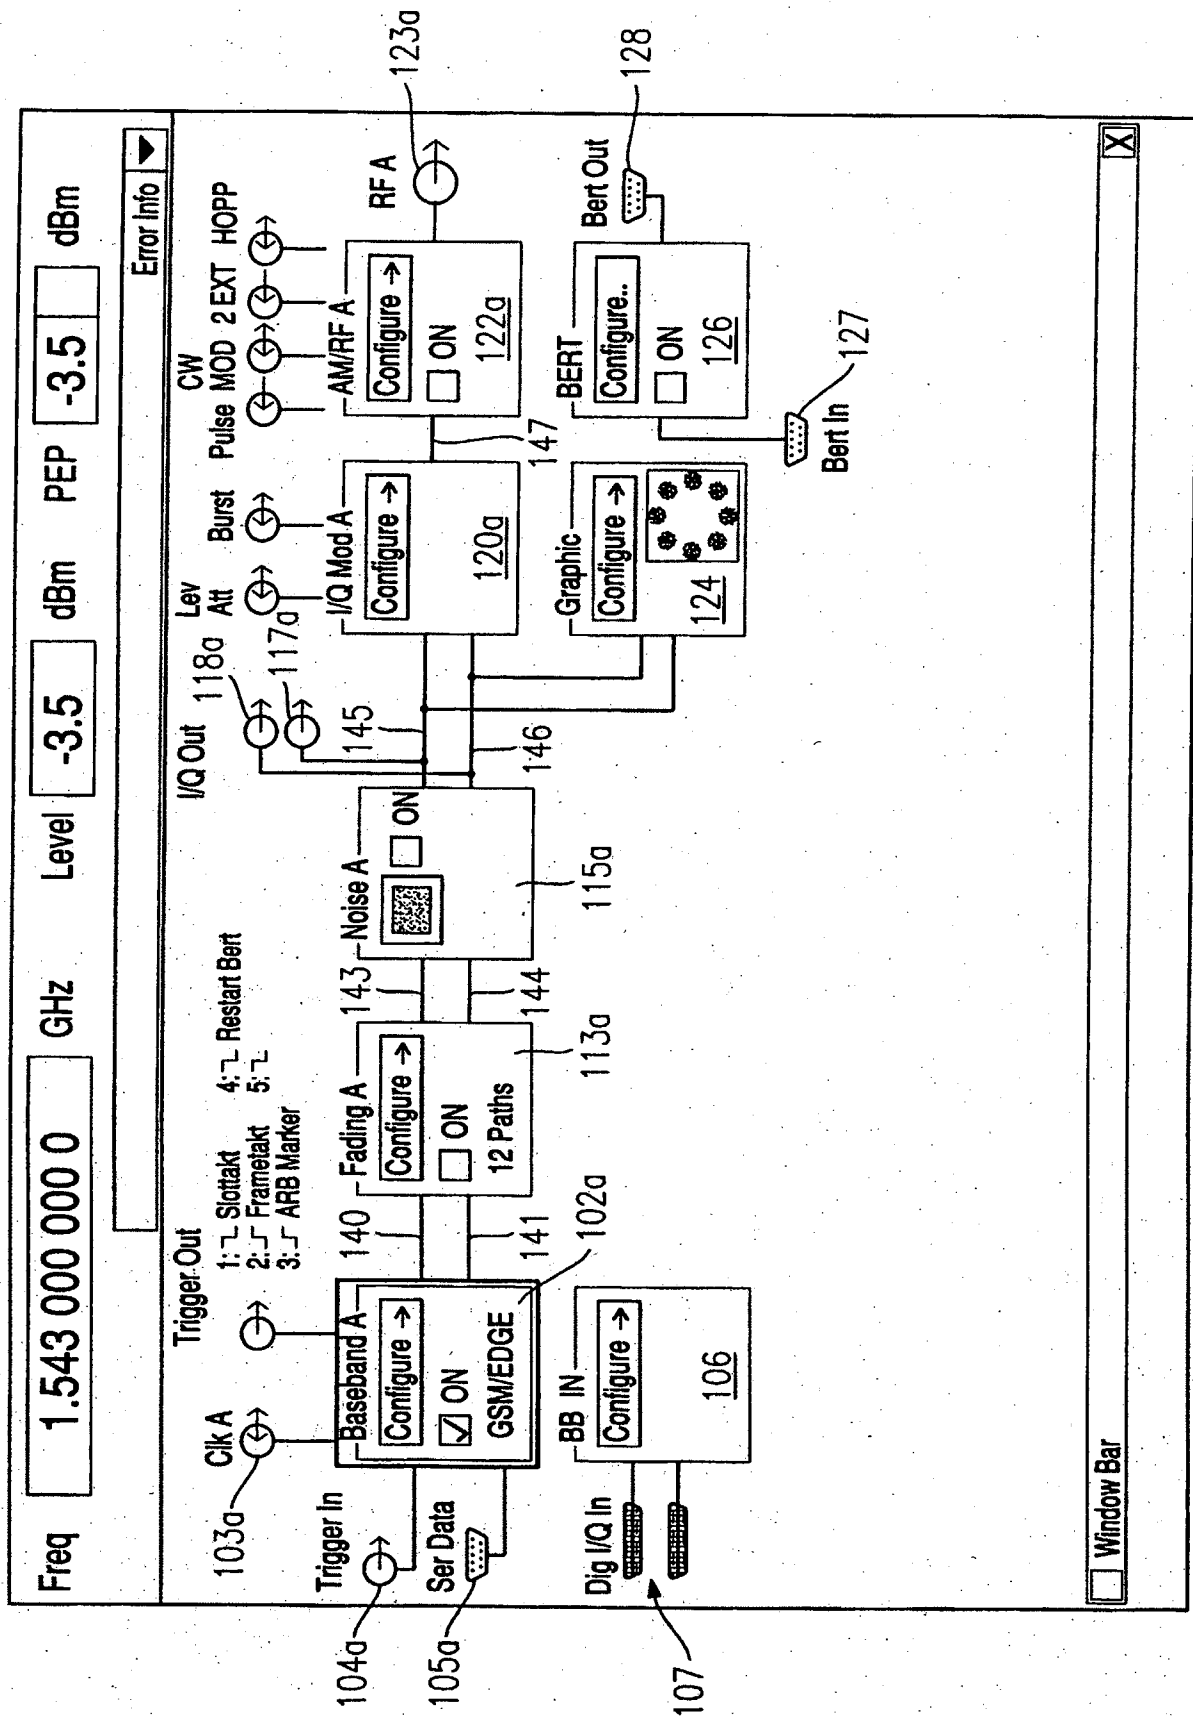 Freq 1.543 000 000 0 GHz Level -3.5 dBm PEP -3.5 dBm
Error Info
Trigger Out
1: Slottakt 4: Restart Bert
2: Frametakt 5:
3: ARB Marker
Clk A
103a
I/Q Out
118a
117a
Lev
Att
Burst
CW
Pulse MOD 2 EXT HOPP
Trigger In
104a
Ser Data
105a
Baseband A
Configure →
ON
GSM/EDGE
102a
140
141
Fading A
Configure →
ON
12 Paths
113a
143
144
Noise A
ON
115a
145
146
I/Q Mod A
Configure →
120a
147
AM/RF A
Configure →
ON
122a
RF A
123a
Dig I/Q In
107
BB IN
Configure →
106
Graphic
Configure →
124
BERT
Configure..
ON
126
Bert In
127
Bert Out
128
Window Bar X